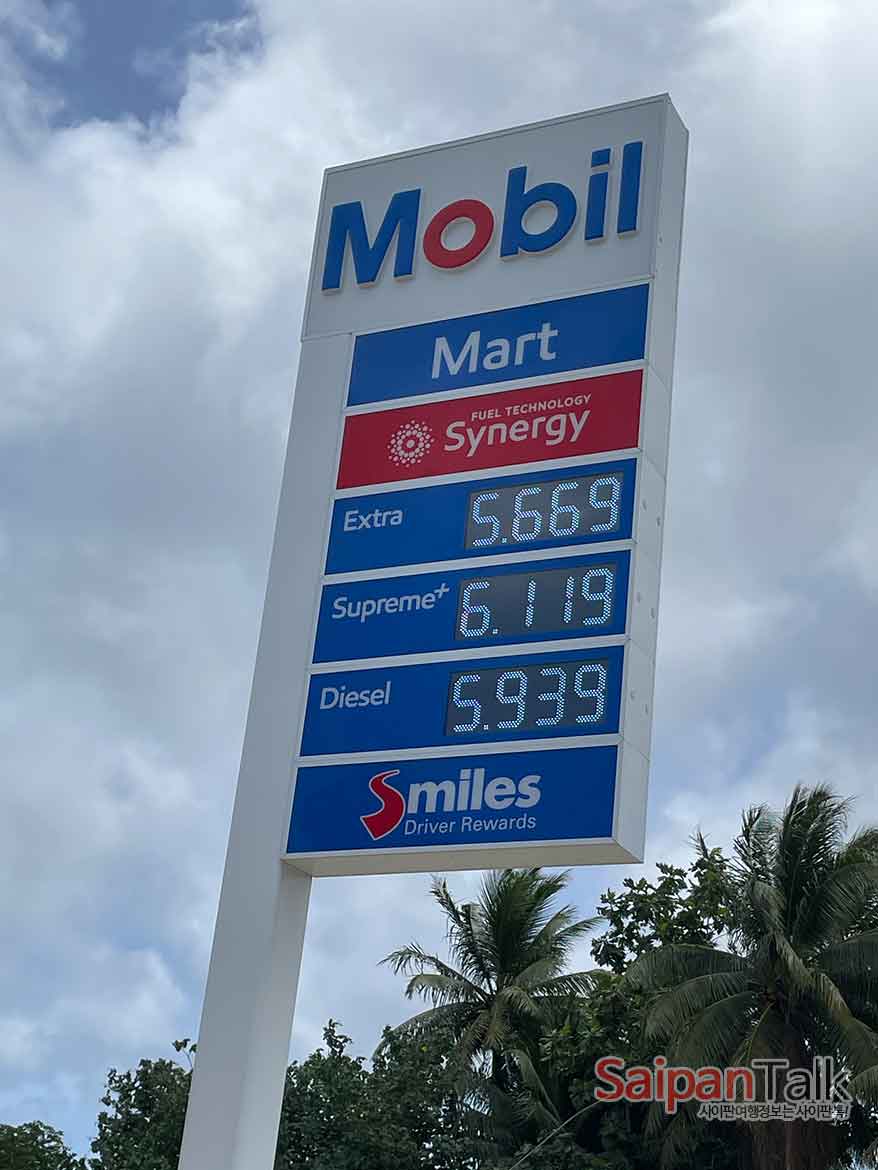 Mobil
Mart
FUEL TECHNOLOGY
Synergy
Extra 5.669
Supreme+ 6.119
Diesel 5.939
Smiles
Driver Rewards
SaipanTalk
사이판여행정보는 사이판톡!